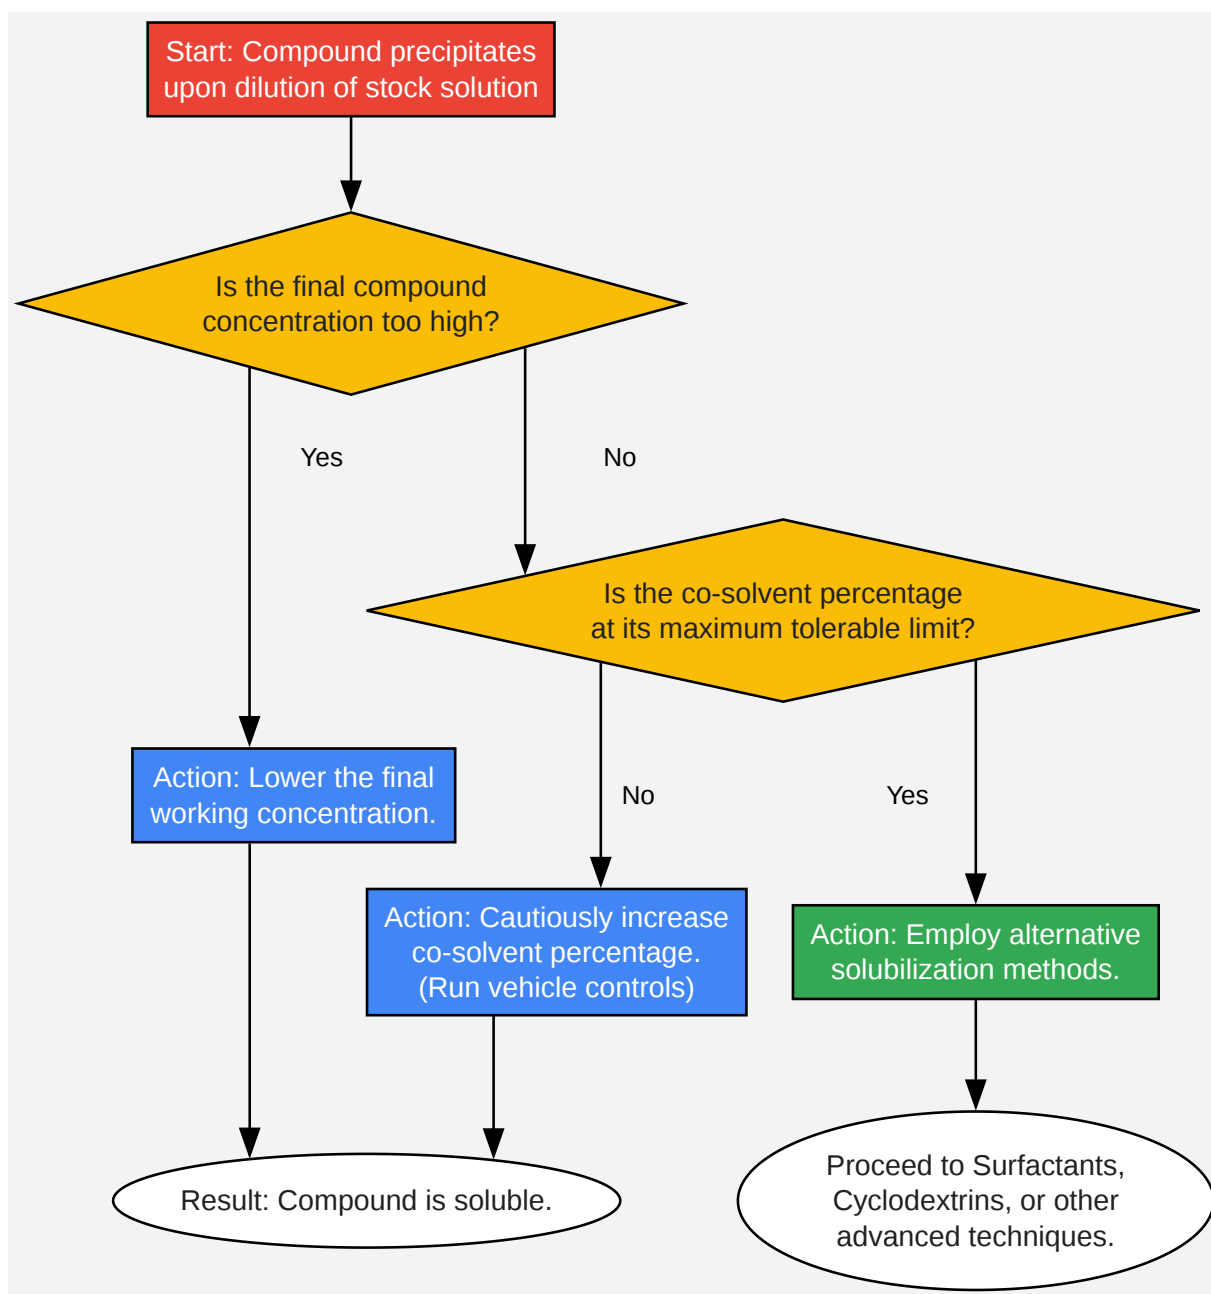 Start: Compound precipitates
upon dilution of stock solution
Is the final compound
concentration too high?
Yes
No
Is the co-solvent percentage
at its maximum tolerable limit?
Action: Lower the final
working concentration.
No
Yes
Action: Cautiously increase
co-solvent percentage.
(Run vehicle controls)
Action: Employ alternative
solubilization methods.
Result: Compound is soluble.
Proceed to Surfactants,
Cyclodextrins, or other
advanced techniques.